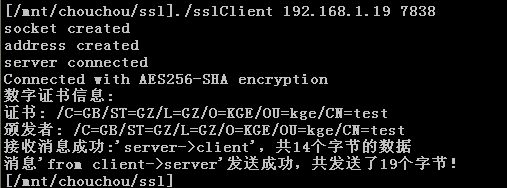 [/mnt/chouchou/ssl]./sslClient 192.168.1.19 7838
socket created
address created
server connected
Connected with AES256-SHA encryption
数字证书信息:
证书: /C=GB/ST=GZ/L=GZ/O=KGE/OU=kge/CN=test
颁发者: /C=GB/ST=GZ/L=GZ/O=KGE/OU=kge/CN=test
接收消息成功:'server->client', 共14个字节的数据
消息'from client->server'发送成功, 共发送了19个字节!
[/mnt/chouchou/ssl]